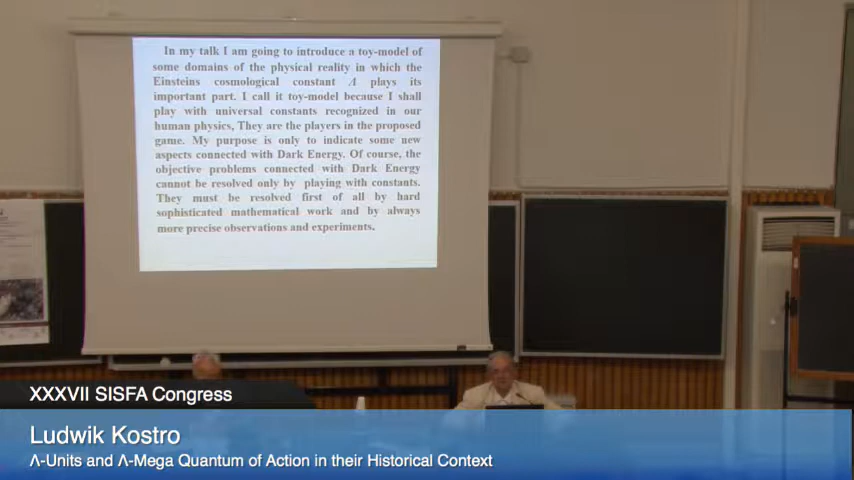 In my talk I am going to introduce a toy-model of
some domains of the physical reality in which the
Einsteins cosmological constant Λ plays its
important part. I call it toy-model because I shall
play with universal constants recognized in our
human physics, They are the players in the proposed
game. My purpose is only to indicate some new
aspects connected with Dark Energy. Of course, the
objective problems connected with Dark Energy
cannot be resolved only by playing with constants.
They must be resolved first of all by hard
sophisticated mathematical work and by always
more precise observations and experiments.
XXXVII SISFA Congress
Ludwik Kostro
Λ-Units and Λ-Mega Quantum of Action in their Historical Context